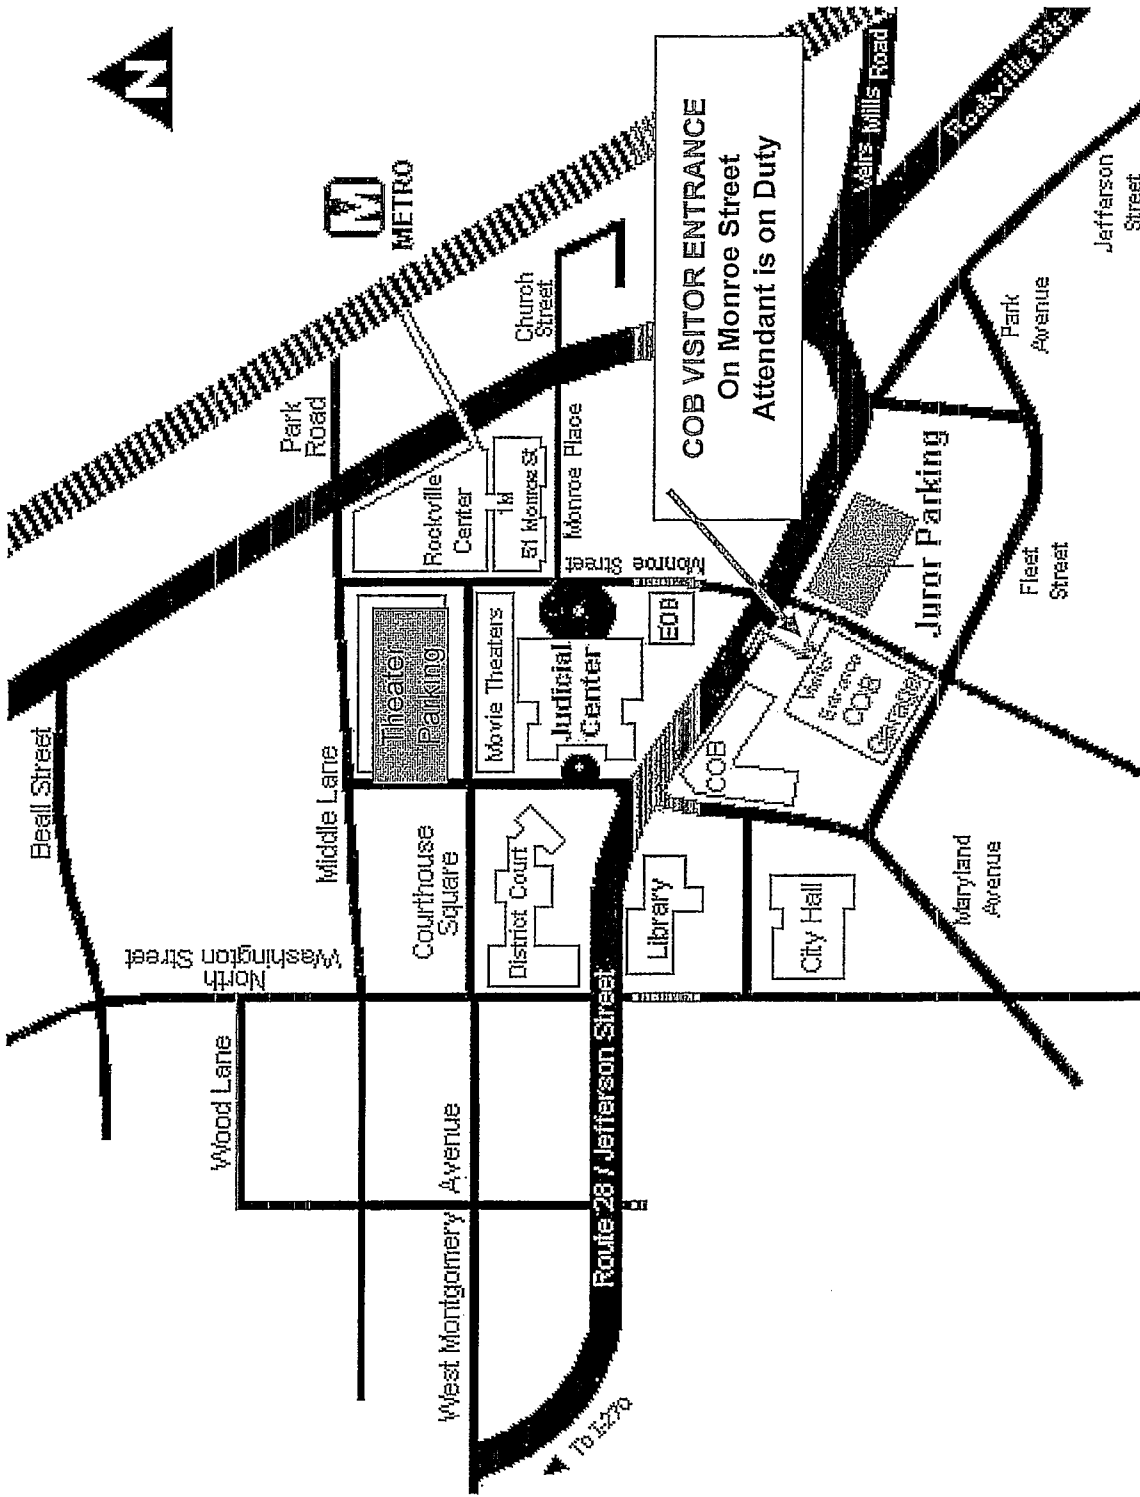 N
M
METRO
Beall Street
Park
Road
Middle Lane
North
Washington Street
Wood Lane
Church
Street
Rockville
Center
1M
51 Monroe St
Monroe Place
Monroe Street
Theater
Parking
Movie Theaters
Courthouse
Square
Judicial
Center
District Court
EOB
COB VISITOR ENTRANCE
On Monroe Street
Attendant is on Duty
Veirs Mills Road
Rockville Pike
Jefferson
Street
Park
Avenue
Juror Parking
Fleet
Street
Visitor
Entrance
COB
Garage
COB
Library
City Hall
Maryland
Avenue
West Montgomery Avenue
Route 28 / Jefferson Street
To I-270